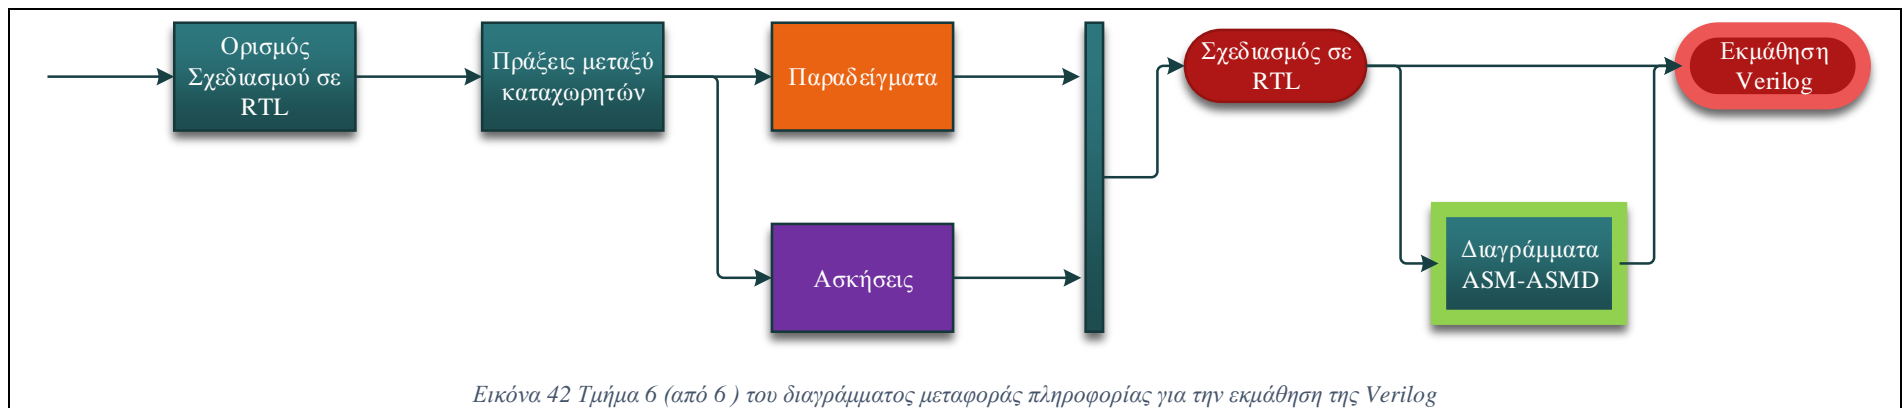 Ορισμός
Σχεδιασμού σε
RTL
Πράξεις μεταξύ
καταχωρητών
Παραδείγματα
Ασκήσεις
Σχεδιασμός σε
RTL
Διαγράμματα
ASM-ASMD
Εκμάθηση
Verilog
Εικόνα 42 Τμήμα 6 (από 6 ) του διαγράμματος μεταφοράς πληροφορίας για την εκμάθηση της Verilog